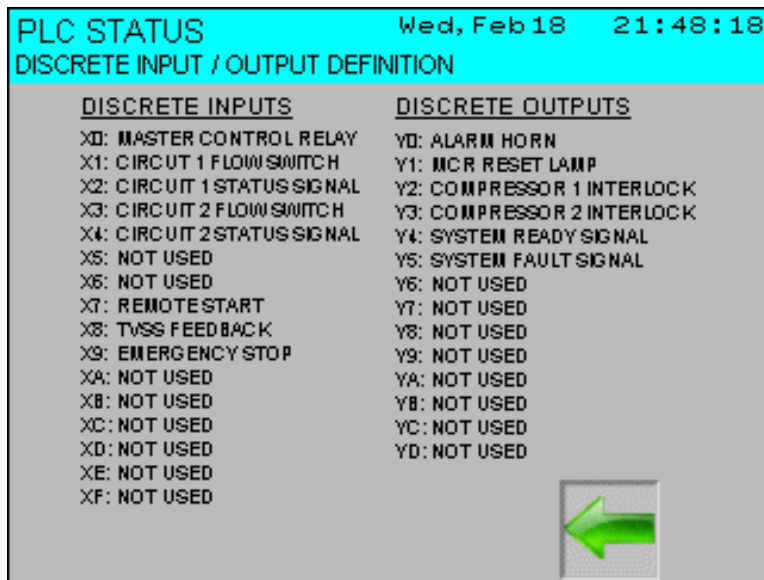 PLC STATUS
Wed, Feb 18 21:48:18
DISCRETE INPUT / OUTPUT DEFINITION
DISCRETE INPUTS
X0: MASTER CONTROL RELAY
X1: CIRCUT 1 FLOW SWITCH
X2: CIRCUIT 1 STATUS SIGNAL
X3: CIRCUIT 2 FLOW SWITCH
X4: CIRCUIT 2 STATUS SIGNAL
X5: NOT USED
X6: NOT USED
X7: REMOTE START
X8: TVSS FEEDBACK
X9: EMERGENCY STOP
XA: NOT USED
XB: NOT USED
XC: NOT USED
XD: NOT USED
XE: NOT USED
XF: NOT USED
DISCRETE OUTPUTS
Y0: ALARM HORN
Y1: MCR RESET LAMP
Y2: COMPRESSOR 1 INTERLOCK
Y3: COMPRESSOR 2 INTERLOCK
Y4: SYSTEM READY SIGNAL
Y5: SYSTEM FAULT SIGNAL
Y6: NOT USED
Y7: NOT USED
Y8: NOT USED
Y9: NOT USED
YA: NOT USED
YB: NOT USED
YC: NOT USED
YD: NOT USED